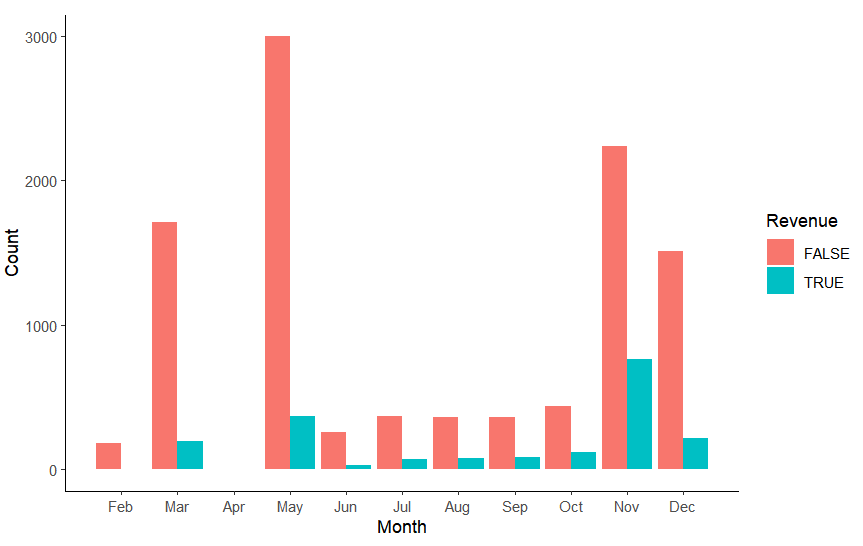 3000
2000
1000
0
Count
Feb Mar Apr May Jun Jul Aug Sep Oct Nov Dec
Month
Revenue
FALSE
TRUE